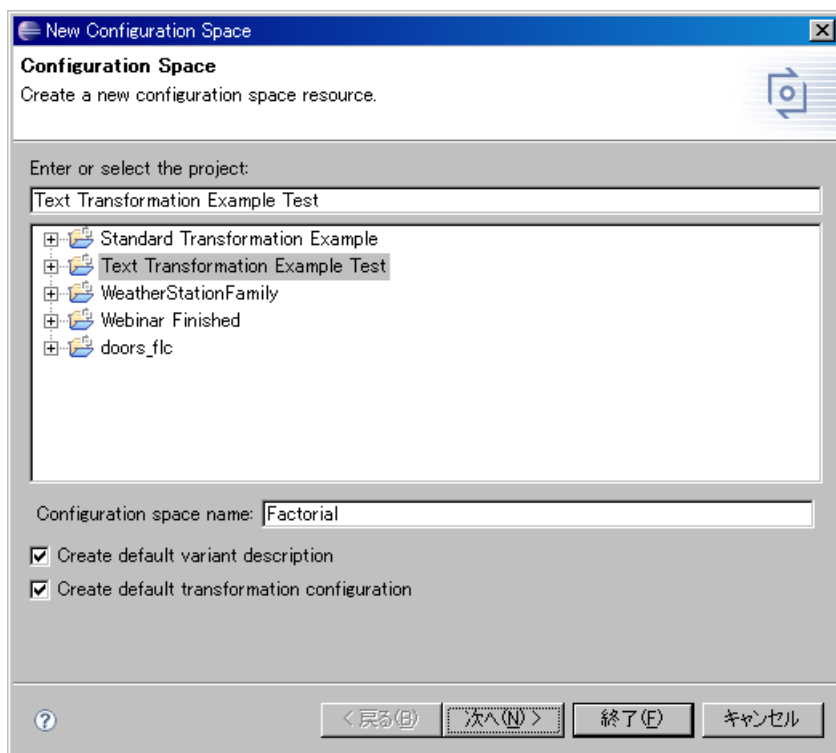 New Configuration Space
Configuration Space
Create a new configuration space resource.
Enter or select the project:
Text Transformation Example Test
Standard Transformation Example
Text Transformation Example Test
WeatherStationFamily
Webinar Finished
doors_flc
Configuration space name: Factorial
Create default variant description
Create default transformation configuration
< 戻る(B) 次へ(N) > 終了(F) キャンセル